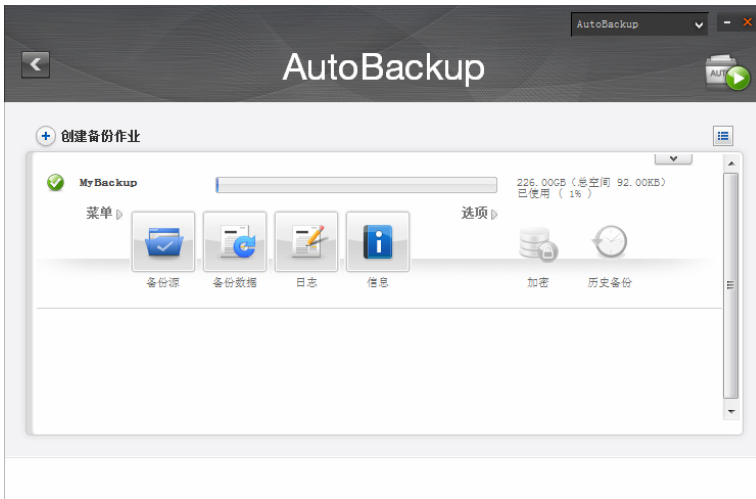 AutoBackup
AutoBackup
AUTO
创建备份作业
MyBackup
226.00GB (总空间 92.00KB)
已使用 ( 1% )
菜单
选项
备份源
备份数据
日志
信息
加密
历史备份